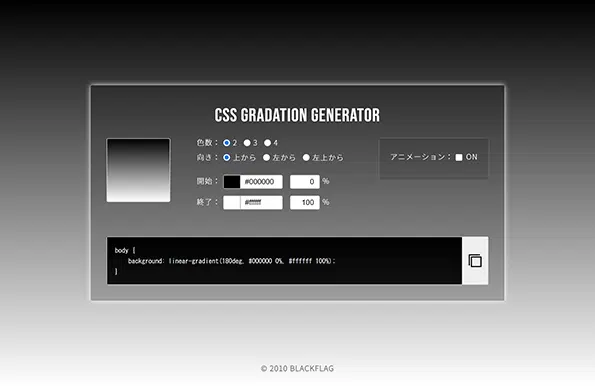 CSS GRADATION GENERATOR
色数： 2 3 4
向き： 上から 左から 左上から
アニメーション： ON
開始： #000000 0 %
終了： #ffffff 100 %
body {
background: linear-gradient(180deg, #000000 0%, #ffffff 100%);
}
© 2010 BLACKFLAG